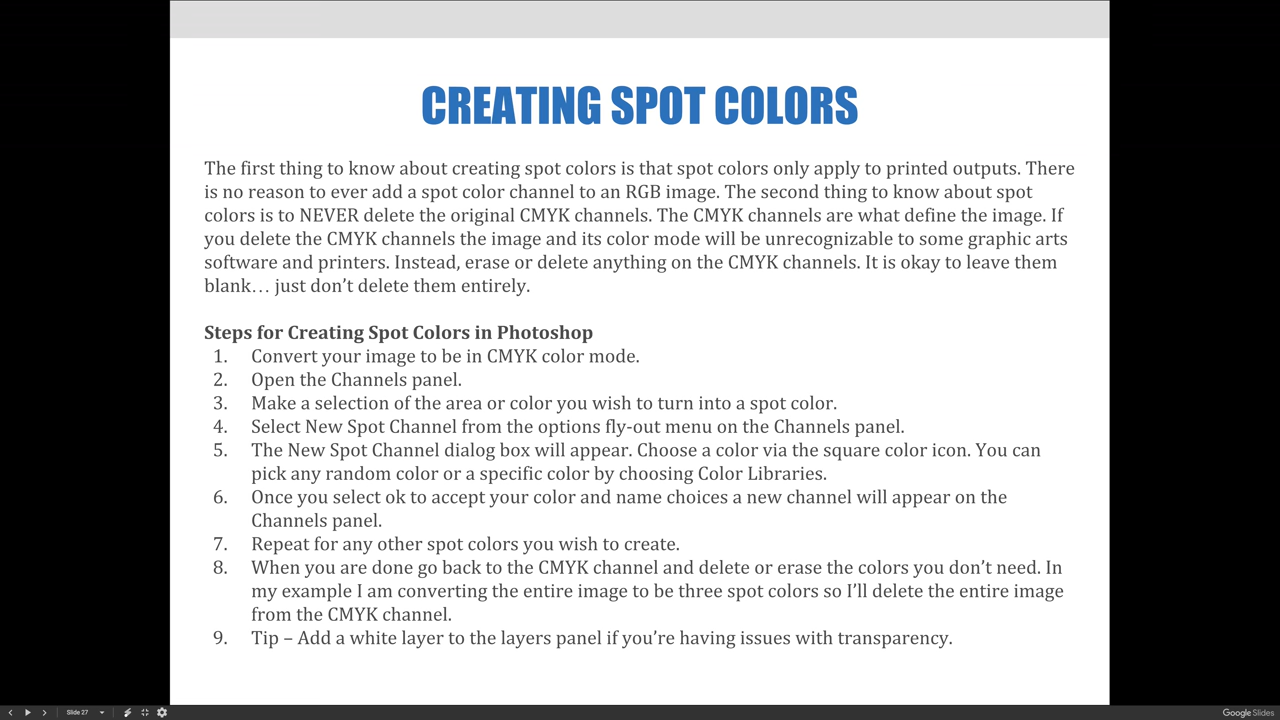 CREATING SPOT COLORS
The first thing to know about creating spot colors is that spot colors only apply to printed outputs. There
is no reason to ever add a spot color channel to an RGB image. The second thing to know about spot
colors is to NEVER delete the original CMYK channels. The CMYK channels are what define the image. If
you delete the CMYK channels the image and its color mode will be unrecognizable to some graphic arts
software and printers. Instead, erase or delete anything on the CMYK channels. It is okay to leave them
blank… just don’t delete them entirely.
Steps for Creating Spot Colors in Photoshop
1. Convert your image to be in CMYK color mode.
2. Open the Channels panel.
3. Make a selection of the area or color you wish to turn into a spot color.
4. Select New Spot Channel from the options fly-out menu on the Channels panel.
5. The New Spot Channel dialog box will appear. Choose a color via the square color icon. You can
pick any random color or a specific color by choosing Color Libraries.
6. Once you select ok to accept your color and name choices a new channel will appear on the
Channels panel.
7. Repeat for any other spot colors you wish to create.
8. When you are done go back to the CMYK channel and delete or erase the colors you don’t need. In
my example I am converting the entire image to be three spot colors so I’ll delete the entire image
from the CMYK channel.
9. Tip – Add a white layer to the layers panel if you’re having issues with transparency.
Slide 27
Google Slides